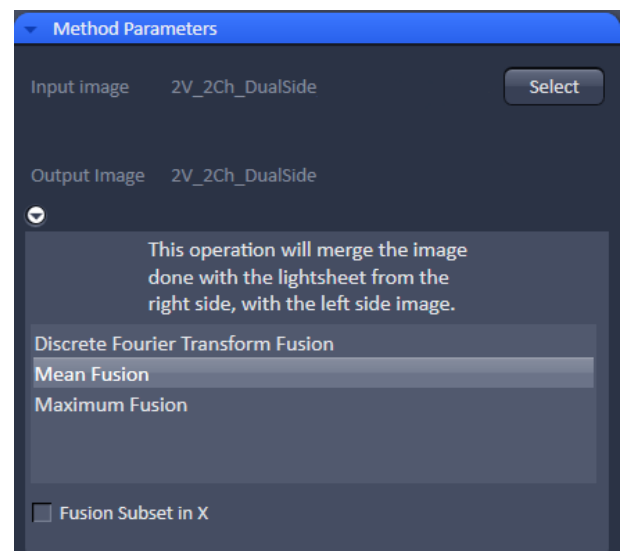 Method Parameters
Input image 2V_2Ch_DualSide Select
Output Image 2V_2Ch_DualSide
This operation will merge the image
done with the lightsheet from the
right side, with the left side image.
Discrete Fourier Transform Fusion
Mean Fusion
Maximum Fusion
Fusion Subset in X